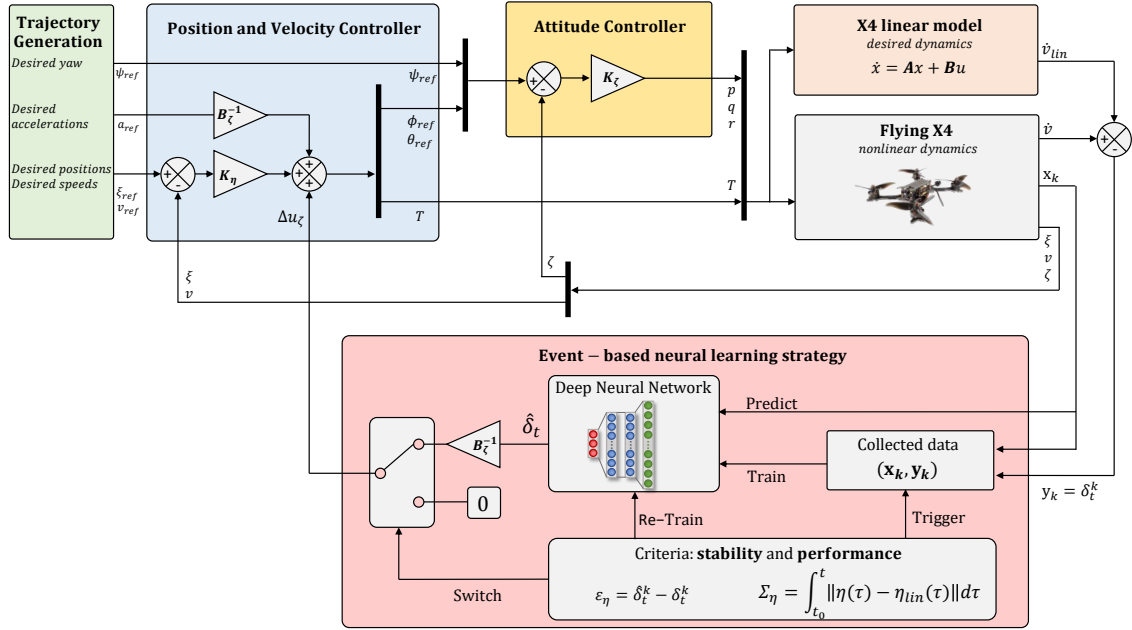 Trajectory
Generation
Desired yaw
ψ_ref
Desired
accelerations
a_ref
Desired positions
Desired speeds
ξ_ref
v_ref
Position and Velocity Controller
B_ζ^{-1}
+
-
K_η
+
+
+
Δu_ζ
ψ_ref
ϕ_ref
θ_ref
T
Attitude Controller
+
-
K_ζ
p
q
r
T
ζ
ξ
v
X4 linear model
desired dynamics
ẋ = Ax + Bu
v̇_lin
Flying X4
nonlinear dynamics
v̇
x_k
+
-
ξ
v
ζ
Event − based neural learning strategy
Deep Neural Network
Predict
δ̂_t
B_ζ^{-1}
0
Train
Collected data
(x_k, y_k)
y_k = δ_t^k
Re−Train
Trigger
Switch
Criteria: stability and performance
ε_η = δ̂_t^k − δ_t^k
Σ_η = ∫_{t_0}^{t} ‖η(τ) − η_lin(τ)‖dτ